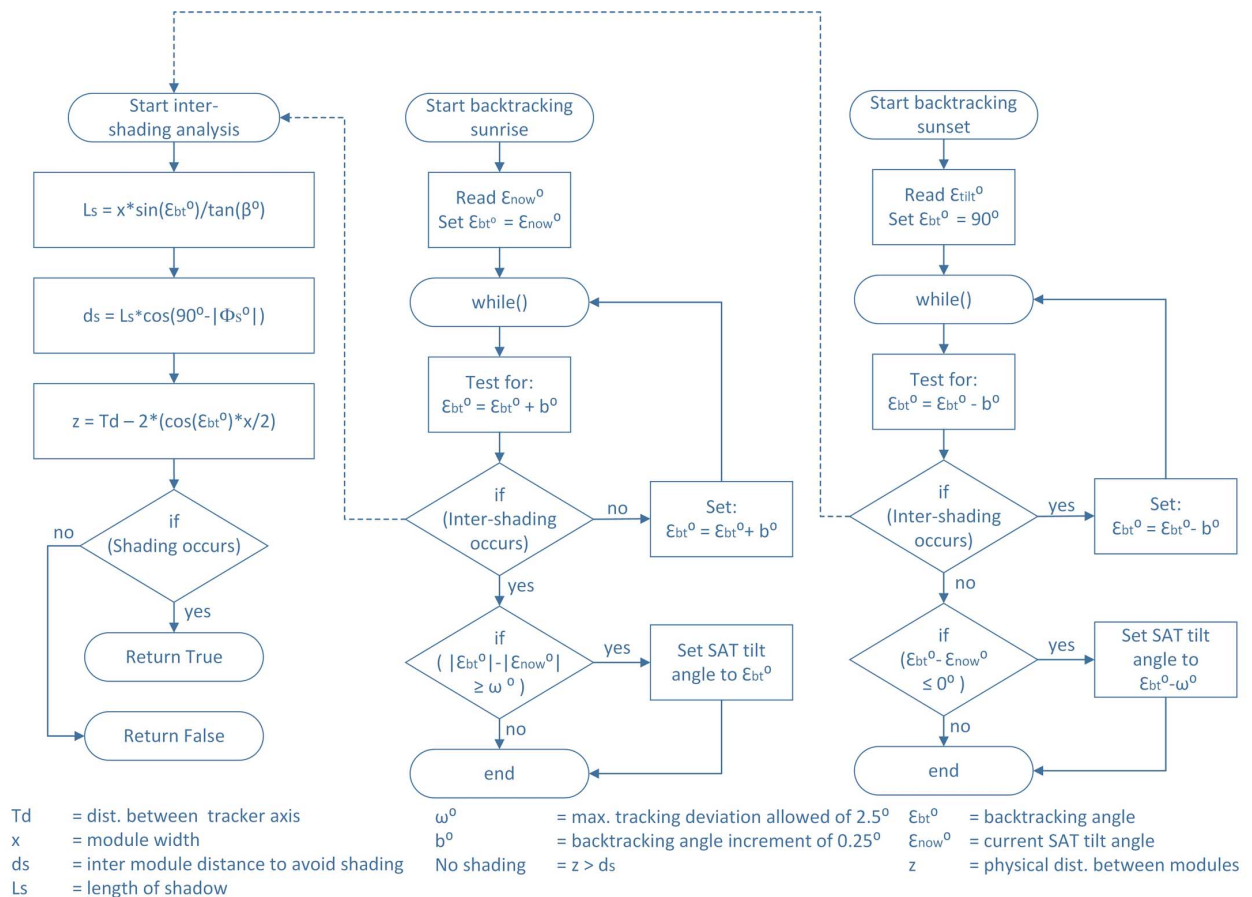 Start inter-
shading analysis
Ls = x*sin(Ɛbtº)/tan(βº)
ds = Ls*cos(90º-|ΦSº|)
z = Td – 2*(cos(Ɛbtº)*x/2)
if
(Shading occurs)
no
yes
Return True
Return False
Start backtracking
sunrise
Read Ɛnowº
Set Ɛbtº = Ɛnowº
while()
Test for:
Ɛbtº = Ɛbtº + bº
if
(Inter-shading
occurs)
no
Set:
Ɛbtº = Ɛbtº+ bº
yes
if
( |Ɛbtº|-|Ɛnowº|
≥ ω º )
yes
Set SAT tilt
angle to Ɛbtº
no
end
Start backtracking
sunset
Read Ɛtiltº
Set Ɛbtº = 90º
while()
Test for:
Ɛbtº = Ɛbtº - bº
if
(Inter-shading
occurs)
yes
Set:
Ɛbtº = Ɛbtº- bº
no
if
(Ɛbtº- Ɛnowº
≤ 0º )
yes
Set SAT tilt
angle to
Ɛbtº-ωº
no
end
Td = dist. between tracker axis
x = module width
ds = inter module distance to avoid shading
Ls = length of shadow
ωº = max. tracking deviation allowed of 2.5º
bº = backtracking angle increment of 0.25º
No shading = z > ds
Ɛbtº = backtracking angle
Ɛnowº = current SAT tilt angle
z = physical dist. between modules